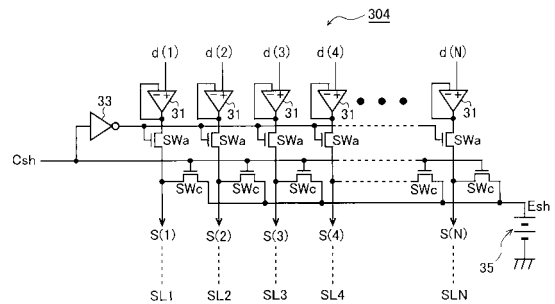 304
d(1) d(2) d(3) d(4) d(N)
33
31 31 31 31 31
SWa SWa SWa SWa SWa
Csh
SWc SWc SWc SWc SWc
Esh
S(1) S(2) S(3) S(4) S(N)
35
SL1 SL2 SL3 SL4 SLN